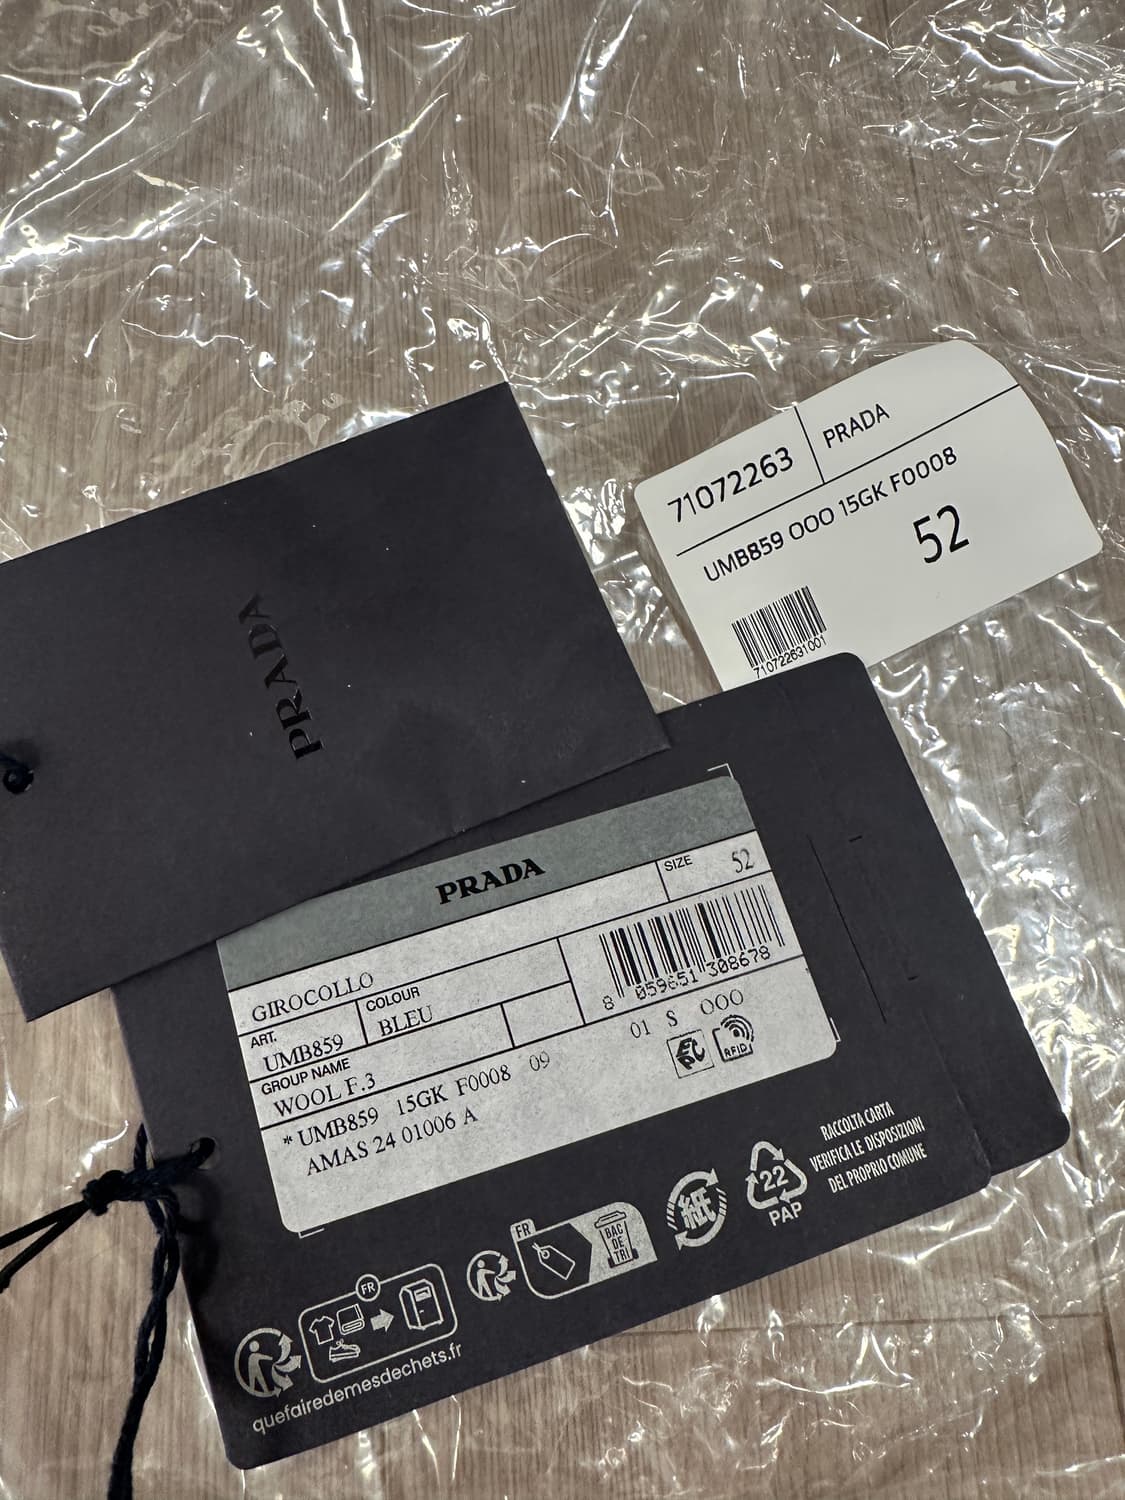 PRADA
71072263 PRADA
UMB859 OOO 15GK F0008
52
710722631001
PRADA
SIZE 52
GIROCOLLO
ART. COLOUR
UMB859 BLEU
8 059651 308678
GROUP NAME
WOOL F.3
01 S OOO
* UMB859 15GK F0008 09
AMAS 24 01006 A
EPC RFID
RACCOLTA CARTA
VERIFICA LE DISPOSIZIONI
DEL PROPRIO COMUNE
22
PAP
紙
FR
BAC
DE
TRI
FR
quefairedemesdechets.fr